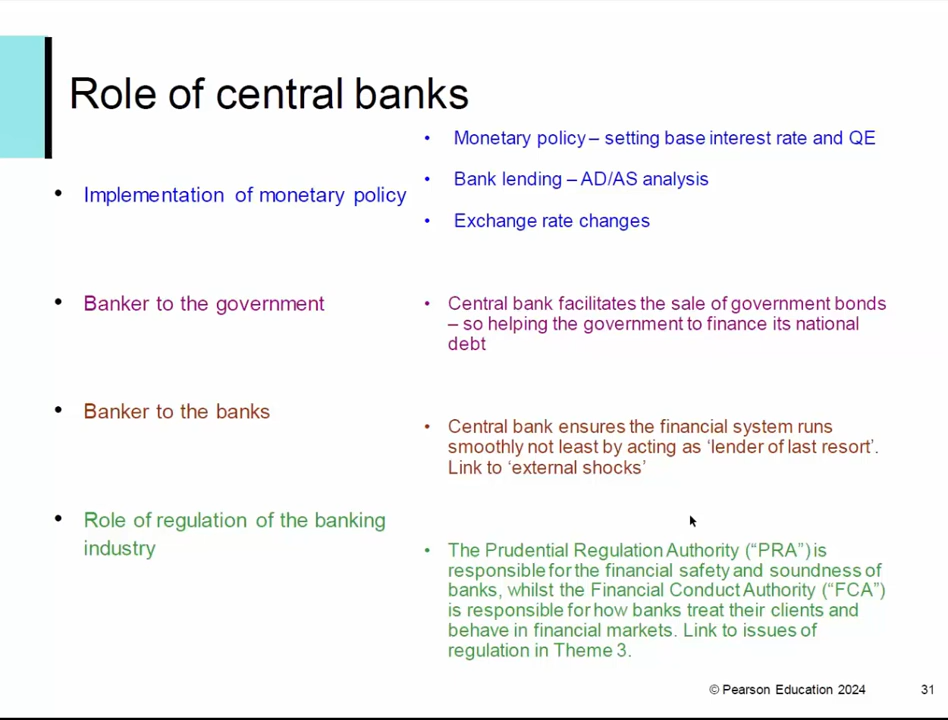 Role of central banks
• Implementation of monetary policy
• Monetary policy – setting base interest rate and QE
• Bank lending – AD/AS analysis
• Exchange rate changes
• Banker to the government
• Central bank facilitates the sale of government bonds
– so helping the government to finance its national
debt
• Banker to the banks
• Central bank ensures the financial system runs
smoothly not least by acting as ‘lender of last resort’.
Link to ‘external shocks’
• Role of regulation of the banking
industry
• The Prudential Regulation Authority (“PRA”) is
responsible for the financial safety and soundness of
banks, whilst the Financial Conduct Authority (“FCA”)
is responsible for how banks treat their clients and
behave in financial markets. Link to issues of
regulation in Theme 3.
© Pearson Education 2024
31